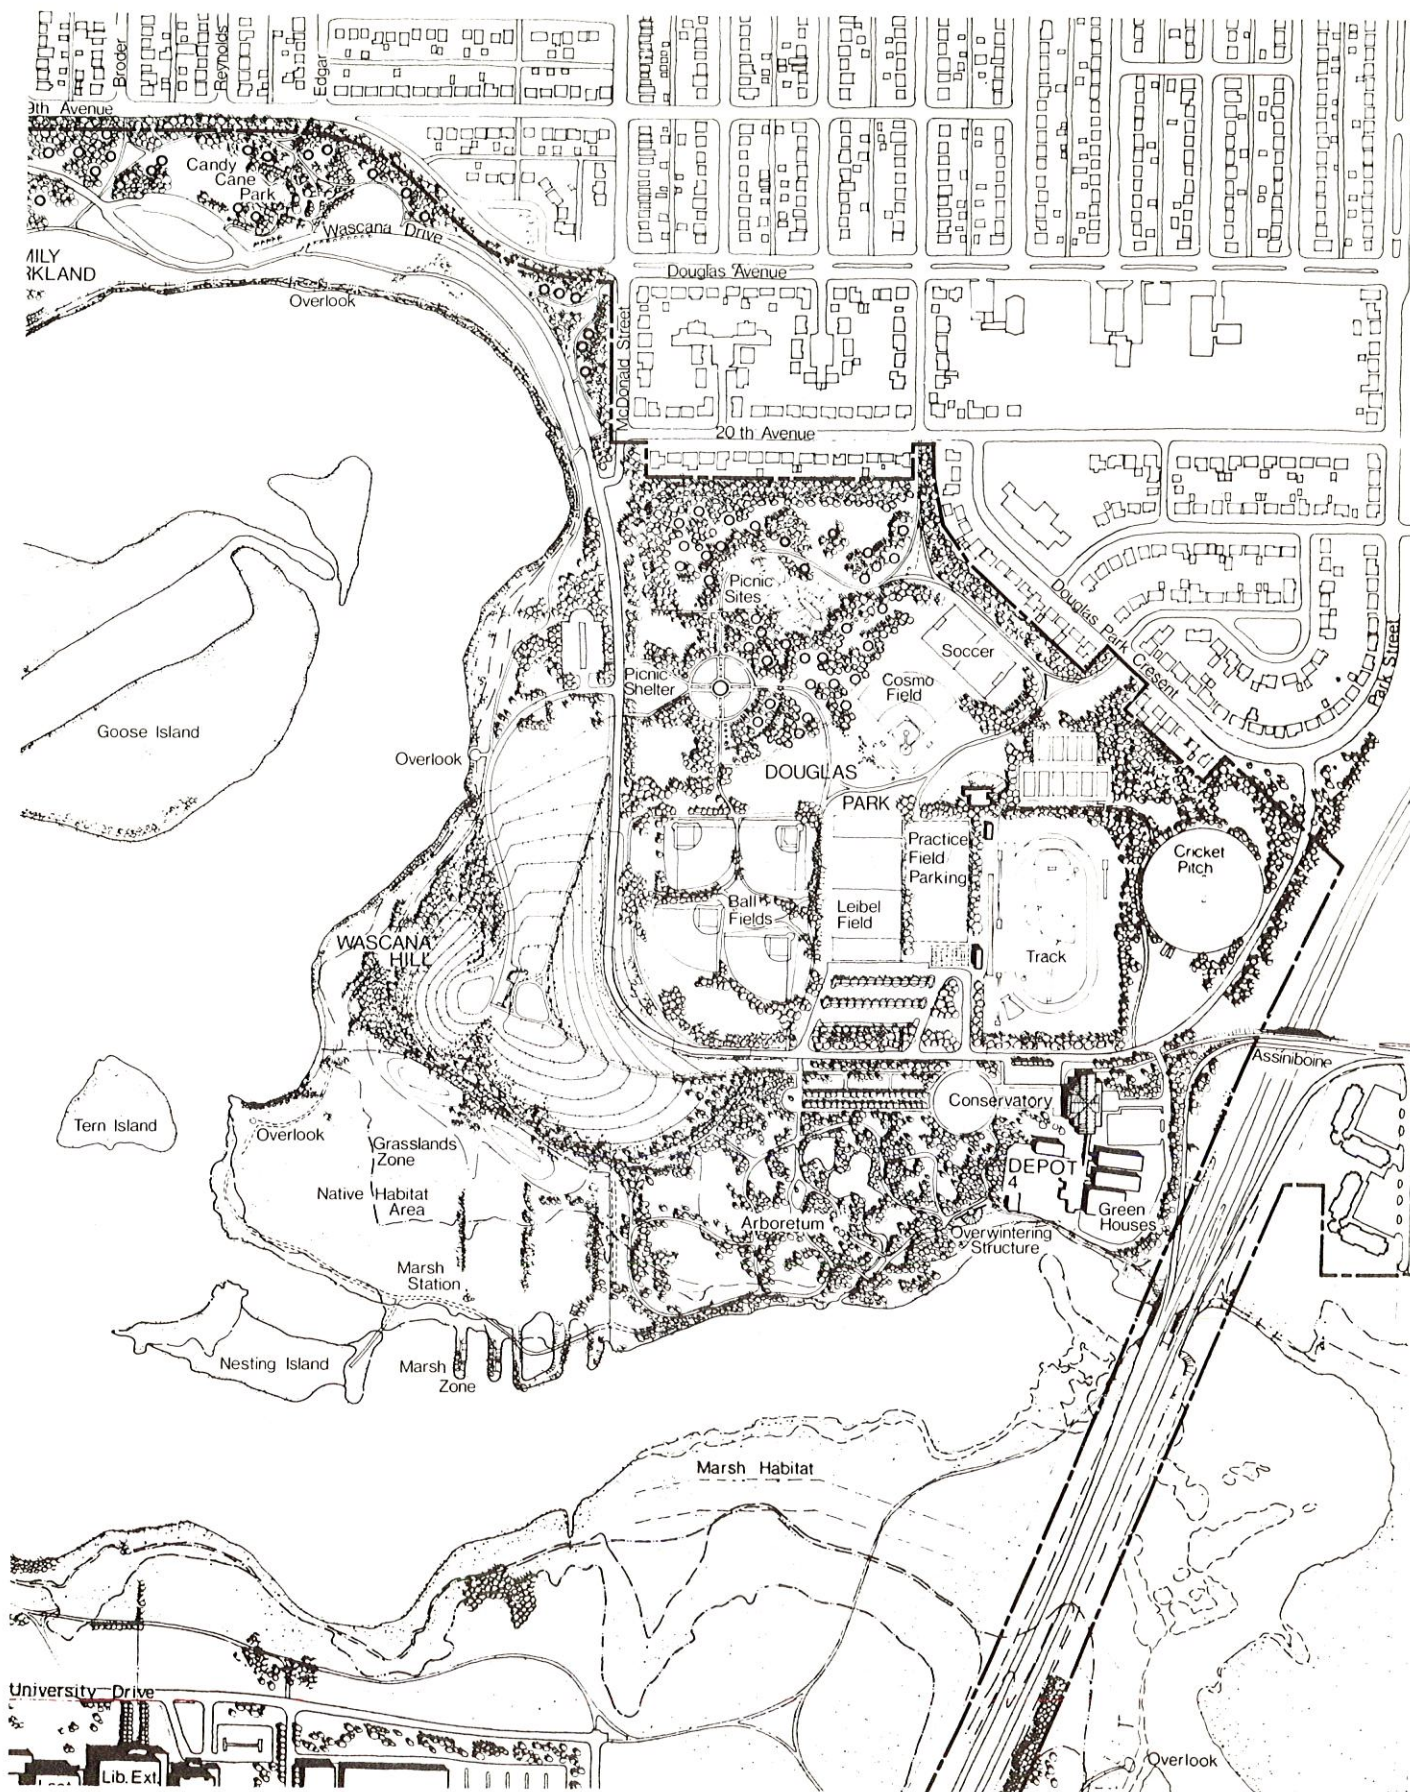 Broder
Reynolds
Edgar
9th Avenue
Candy
Cane
Park
Wascana Drive
MILY
RKLAND
Overlook
Douglas Avenue
McDonald Street
20 th Avenue
Picnic
Sites
Douglas Park Cresent
Park Street
Soccer
Picnic
Shelter
Cosmo
Field
Goose Island
Overlook
DOUGLAS
PARK
Practice
Field
Parking
Cricket
Pitch
Ball
Fields
Leibel
Field
WASCANA
HILL
Track
Assiniboine
Tern Island
Overlook
Conservatory
Grasslands
Zone
DEPOT
4
Native Habitat
Area
Green
Houses
Arboretum
Overwintering
Structure
Marsh
Station
Nesting Island
Marsh
Zone
Marsh Habitat
University Drive
Overlook
Lib. Ext.